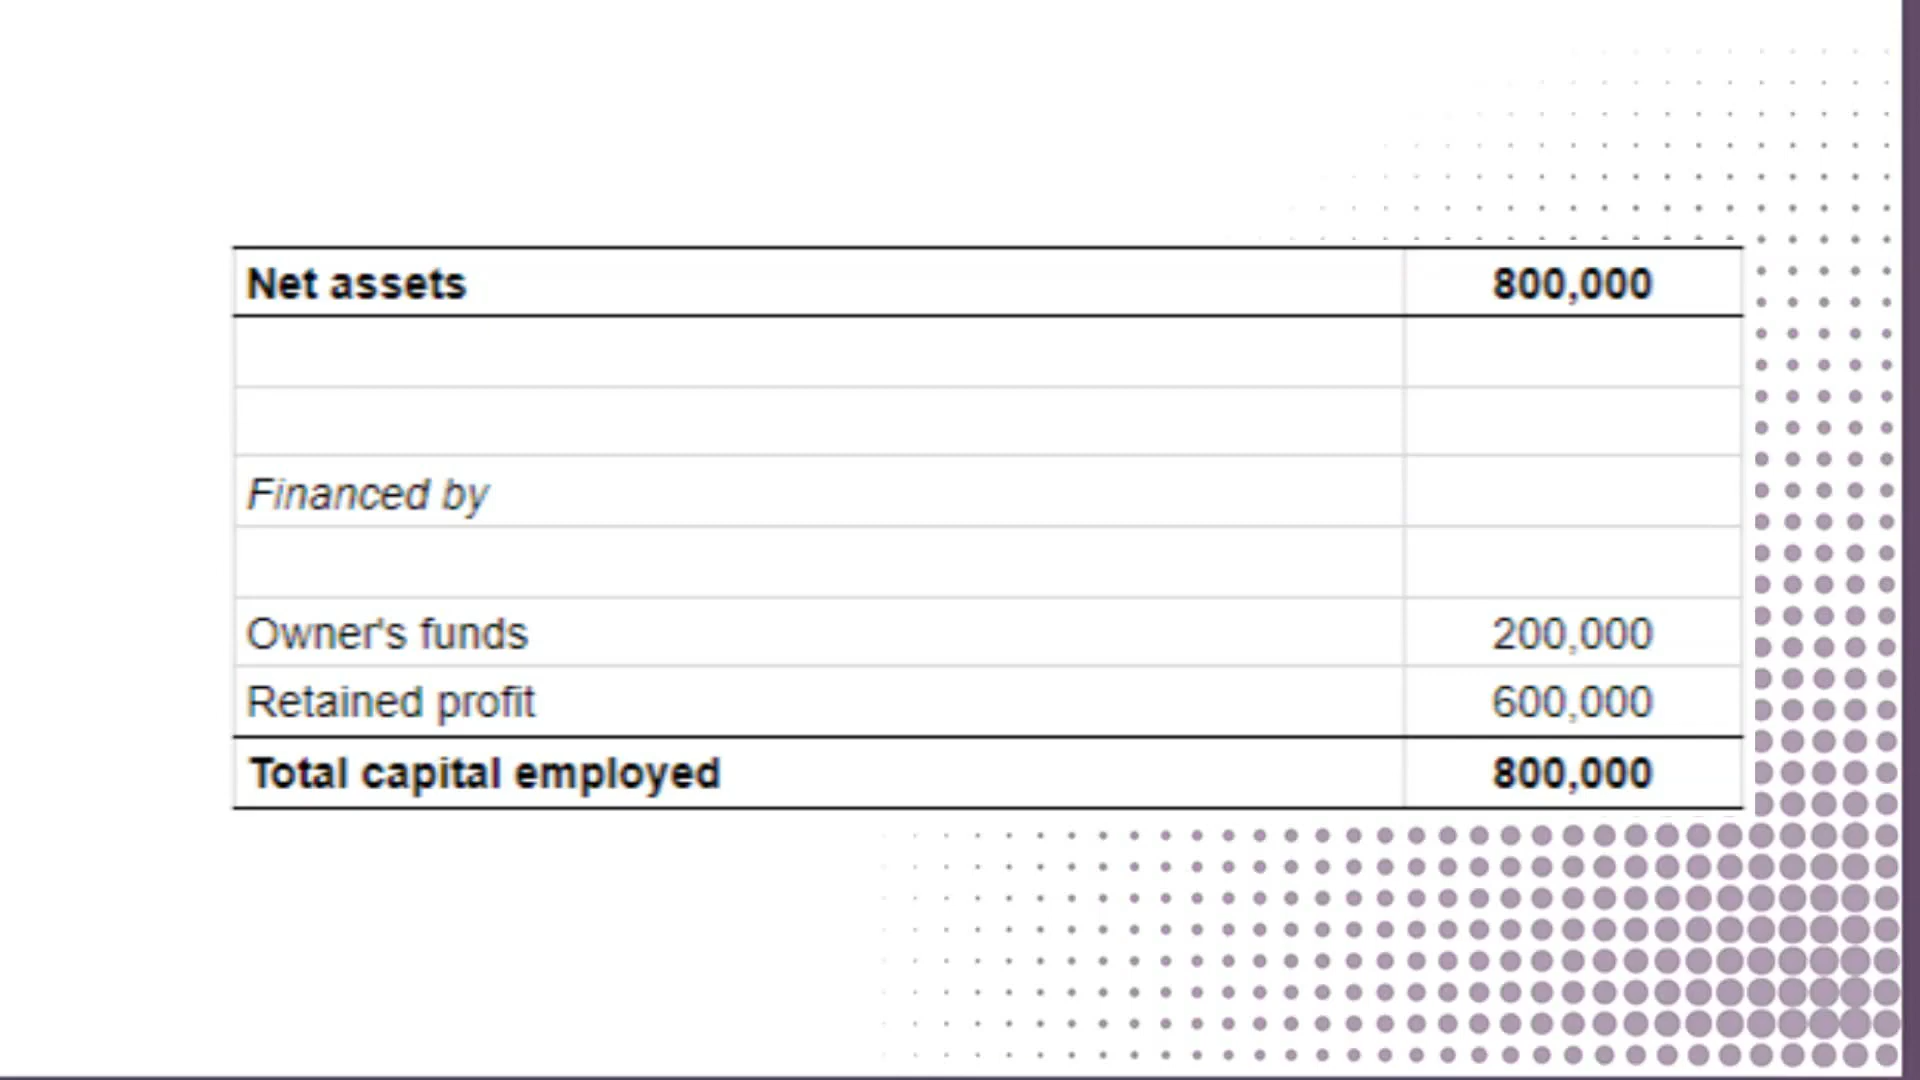 Net assets 800,000
Financed by
Owner's funds 200,000
Retained profit 600,000
Total capital employed 800,000